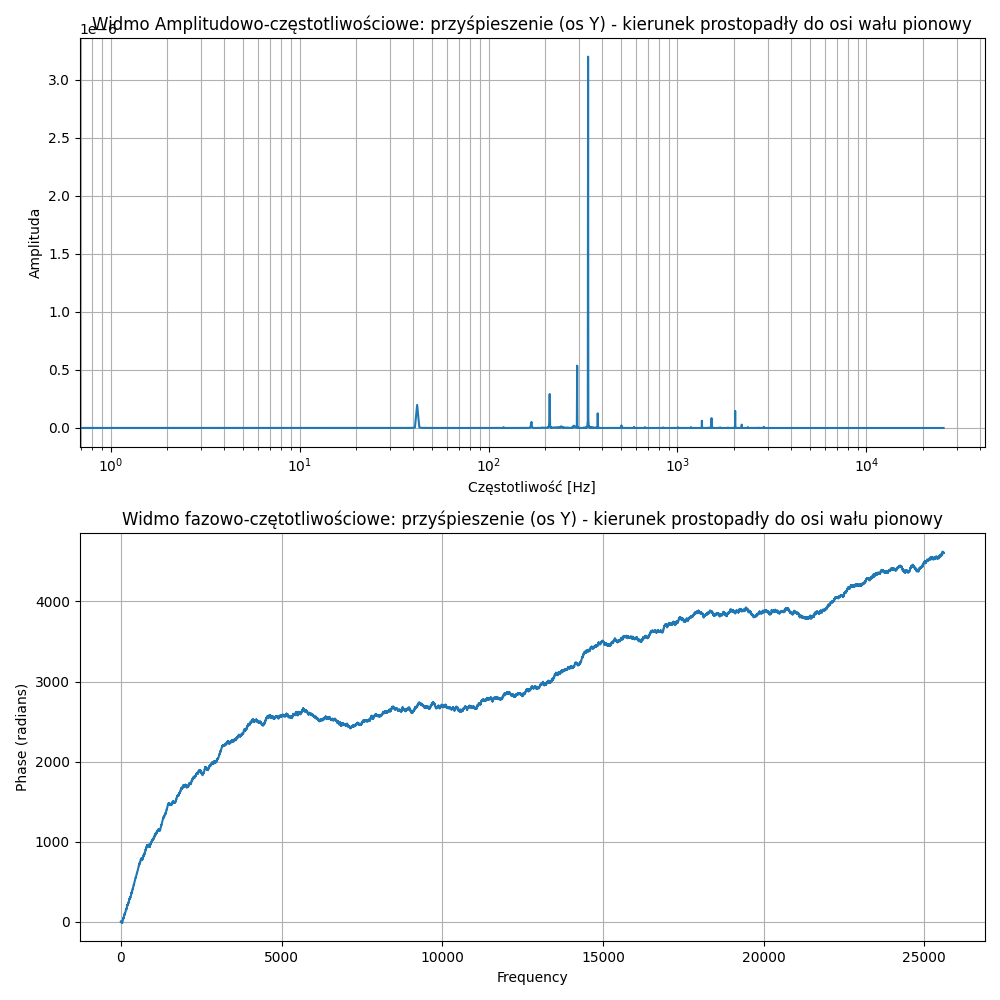 Widmo Amplitudowo-częstotliwościowe: przyśpieszenie (os Y) - kierunek prostopadły do osi wału pionowy
1e−6
3.0
2.5
2.0
1.5
1.0
0.5
0.0
Amplituda
10⁰ 10¹ 10² 10³ 10⁴
Częstotliwość [Hz]
Widmo fazowo-czętotliwościowe: przyśpieszenie (os Y) - kierunek prostopadły do osi wału pionowy
4000
3000
2000
1000
0
Phase (radians)
0 5000 10000 15000 20000 25000
Frequency